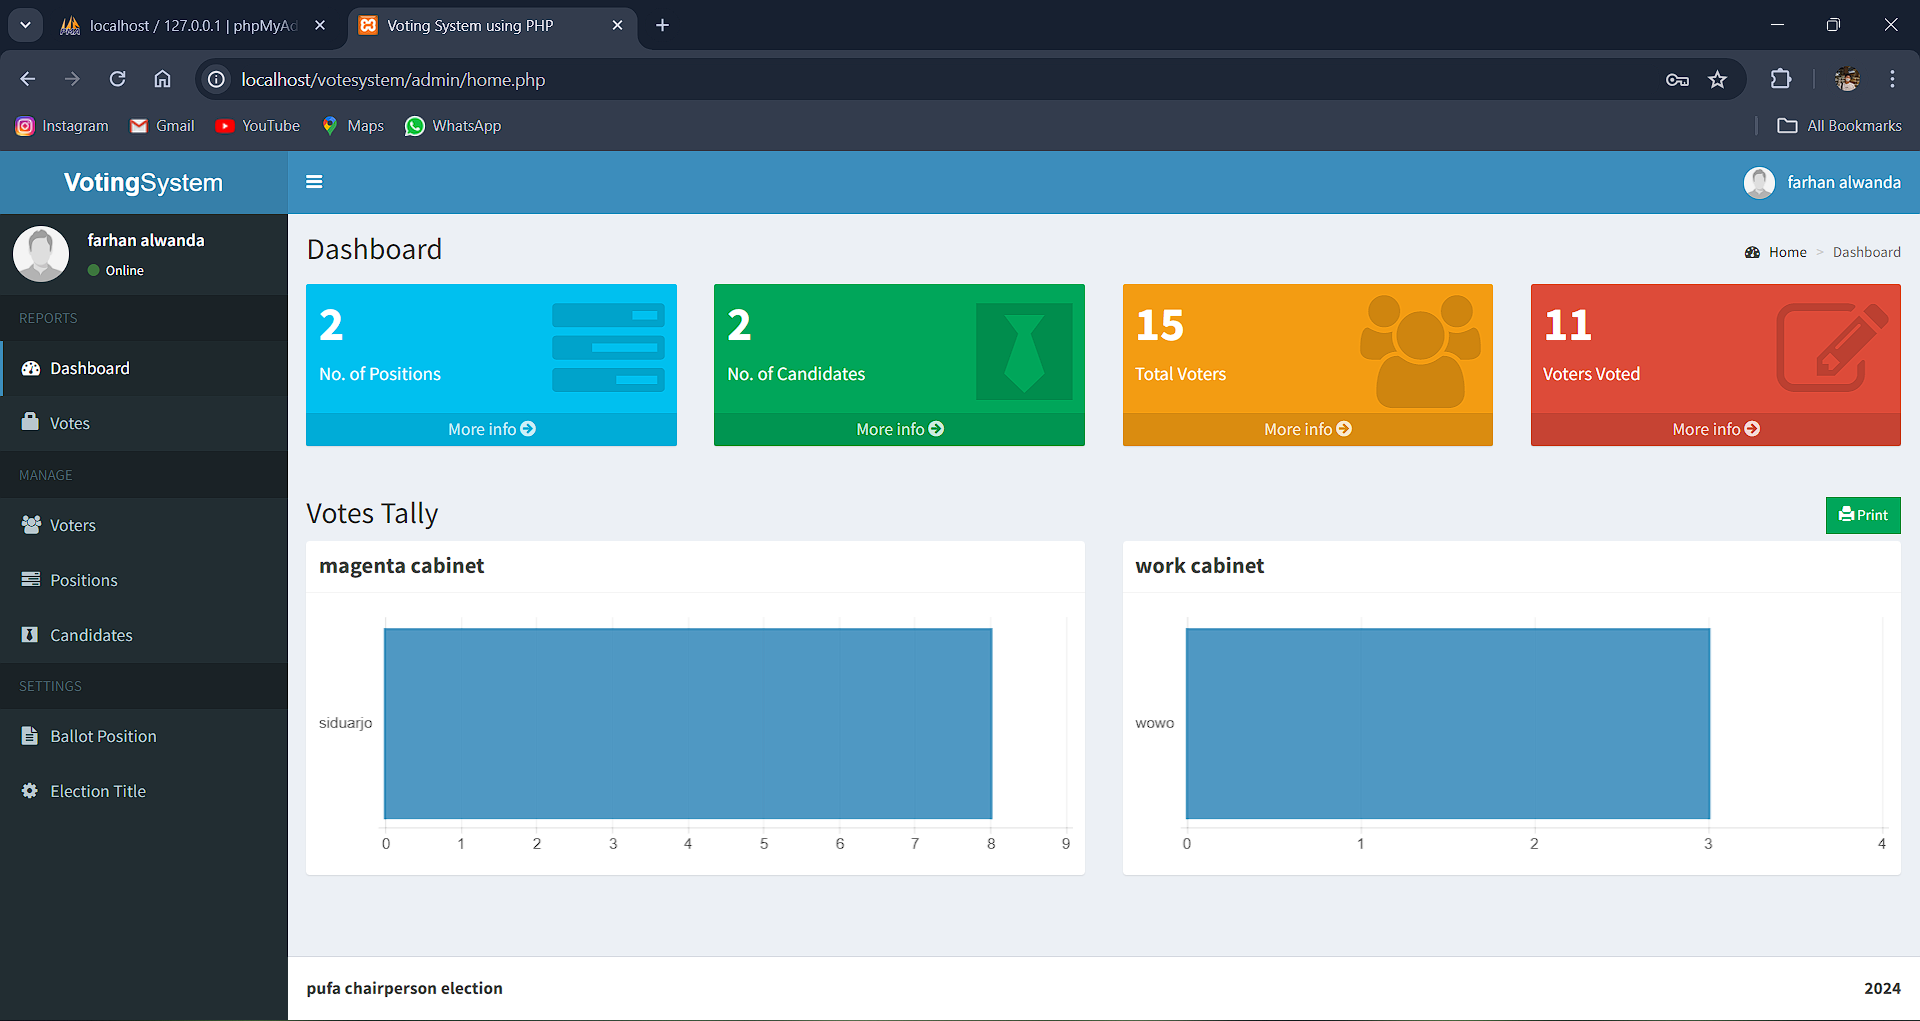 localhost / 127.0.0.1 | phpMyAd
Voting System using PHP
localhost/votesystem/admin/home.php
Instagram Gmail YouTube Maps WhatsApp All Bookmarks
VotingSystem
farhan alwanda
farhan alwanda
Online
REPORTS
Dashboard
Votes
MANAGE
Voters
Positions
Candidates
SETTINGS
Ballot Position
Election Title
Dashboard
Home > Dashboard
2
No. of Positions
More info
2
No. of Candidates
More info
15
Total Voters
More info
11
Voters Voted
More info
Votes Tally
Print
magenta cabinet
siduarjo
0 1 2 3 4 5 6 7 8 9
work cabinet
wowo
0 1 2 3 4
pufa chairperson election
2024